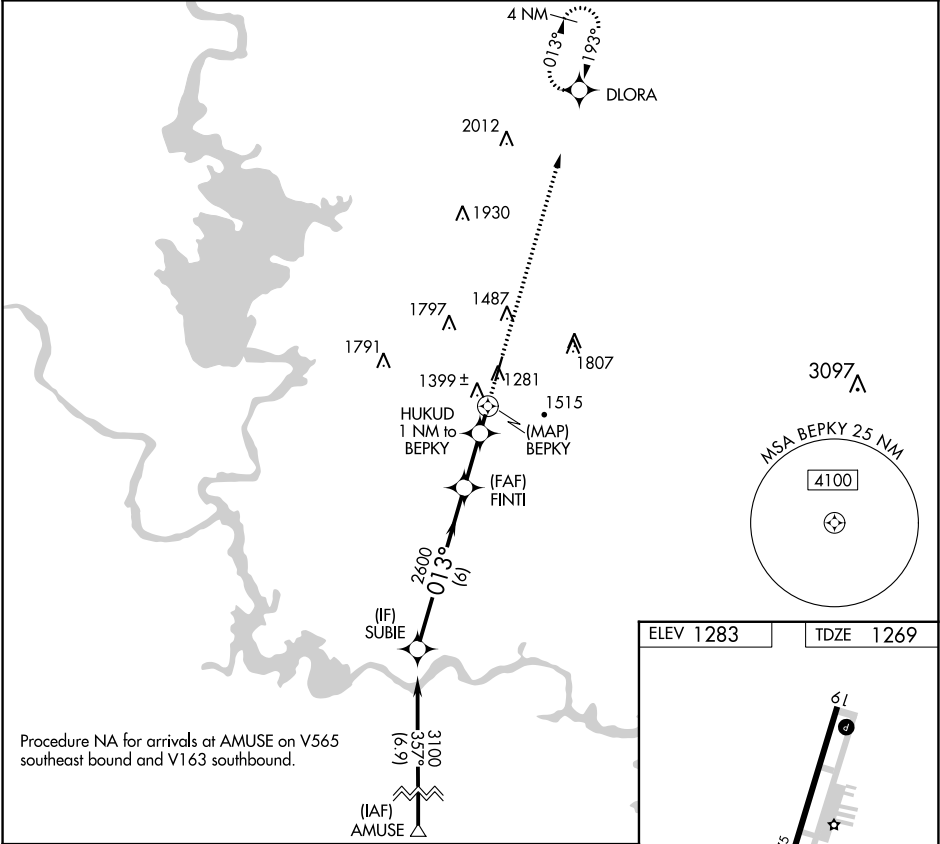 4 NM
013°
193°
DLORA
2012
1930
1797
1487
1791
1807
1399 ±
1281
3097
HUKUD
1 NM to
BEPKY
1515
(MAP)
BEPKY
MSA BEPKY 25 NM
4100
(FAF)
FINTI
2600
013°
(6)
(IF)
SUBIE
ELEV 1283
TDZE 1269
19
P
3100
357°
(6.9)
Procedure NA for arrivals at AMUSE on V565
southeast bound and V163 southbound.
(IAF)
AMUSE